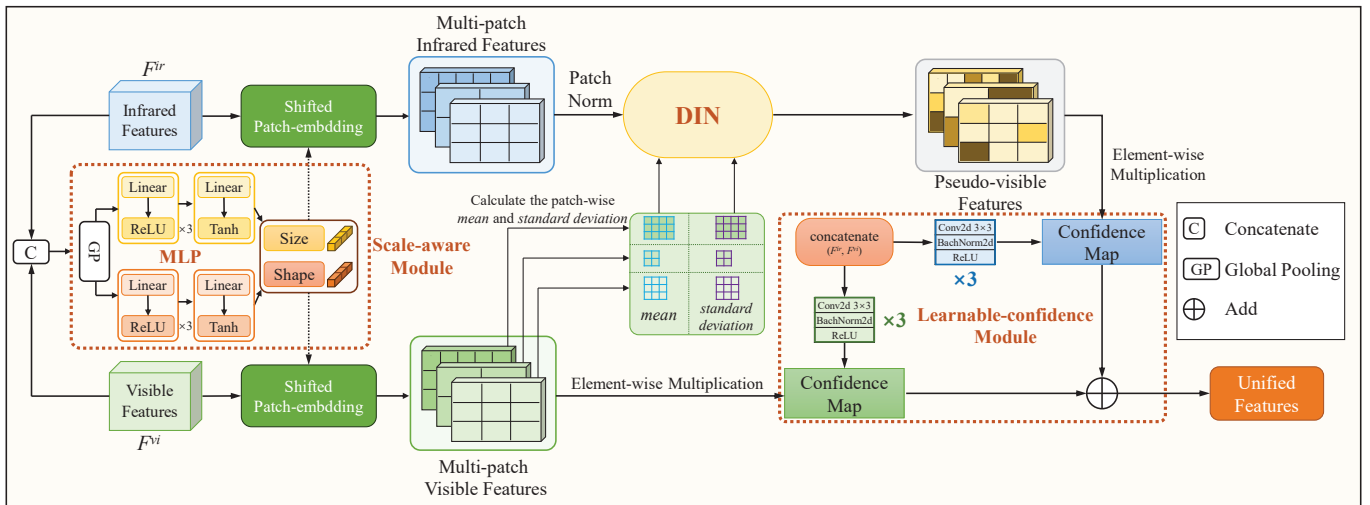 Multi-patch
Infrared Features
F^{ir}
Infrared
Features
Shifted
Patch-embdding
Patch
Norm
DIN
Pseudo-visible
Features
Element-wise
Multiplication
Linear
ReLU
×3
Linear
Tanh
MLP
Linear
ReLU
×3
Linear
Tanh
C
GP
Size
Shape
Scale-aware
Module
Calculate the patch-wise
mean and standard deviation
mean
standard
deviation
concatenate
(F^{ir}, F^{vi})
Conv2d 3×3
BachNorm2d
ReLU
×3
Confidence
Map
Conv2d 3×3
BachNorm2d
ReLU
×3
Learnable-confidence
Module
Confidence
Map
C
Concatenate
GP
Global Pooling
Add
Visible
Features
F^{vi}
Shifted
Patch-embdding
Multi-patch
Visible Features
Element-wise Multiplication
Unified
Features